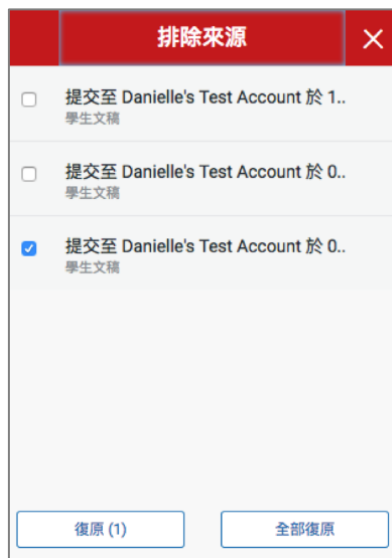 排除來源
提交至 Danielle's Test Account 於 1..
學生文稿
提交至 Danielle's Test Account 於 0..
學生文稿
提交至 Danielle's Test Account 於 0..
學生文稿
復原 (1)
全部復原